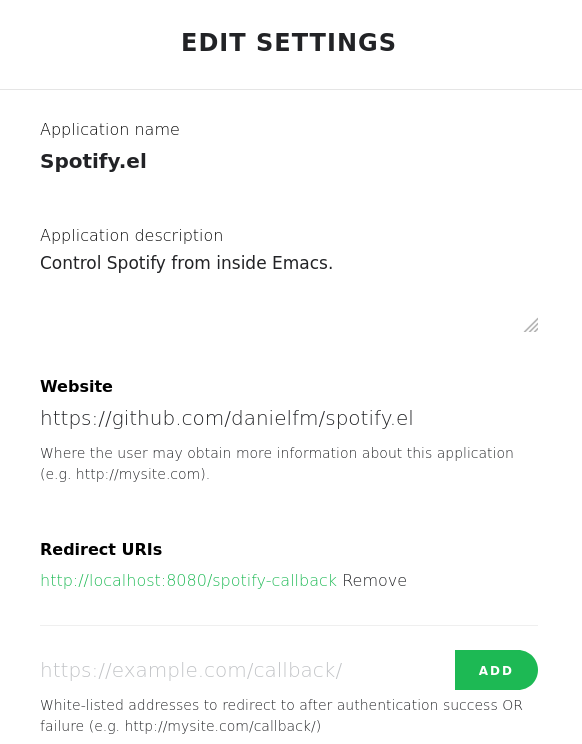 EDIT SETTINGS
Application name
Spotify.el
Application description
Control Spotify from inside Emacs.
Website
https://github.com/danielfm/spotify.el
Where the user may obtain more information about this application
(e.g. http://mysite.com).
Redirect URIs
http://localhost:8080/spotify-callback Remove
https://example.com/callback/ ADD
White-listed addresses to redirect to after authentication success OR
failure (e.g. http://mysite.com/callback/)